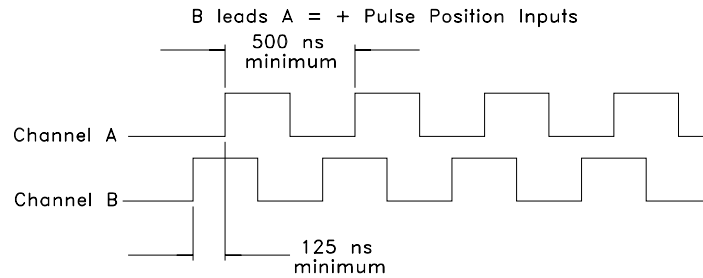 B leads A = + Pulse Position Inputs
500 ns
minimum
Channel A
Channel B
125 ns
minimum